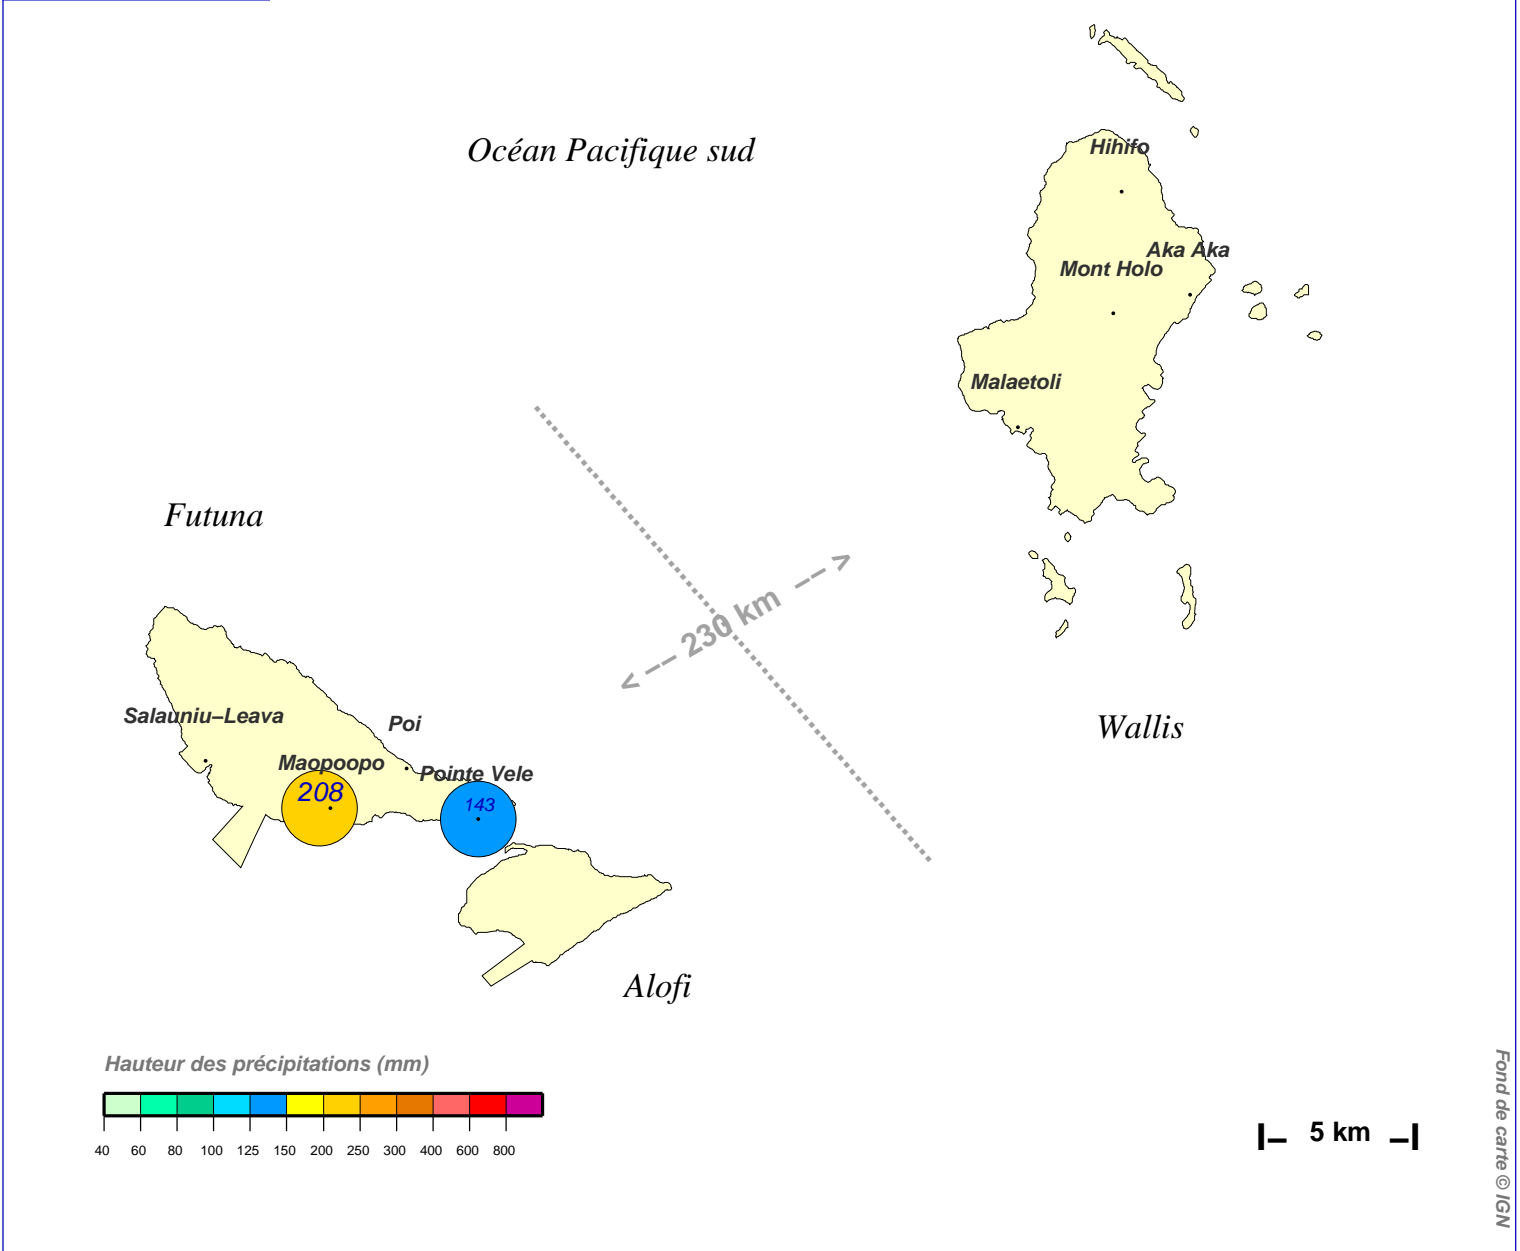 Océan Pacifique sud
Hihifo
Aka Aka
Mont Holo
Malaetoli
Futuna
230 km
Wallis
Salauniu–Leava
Poi
Maopoopo
Pointe Vele
208
143
Alofi
Hauteur des précipitations (mm)
40 60 80 100 125 150 200 250 300 400 600 800
5 km
Fond de carte © IGN